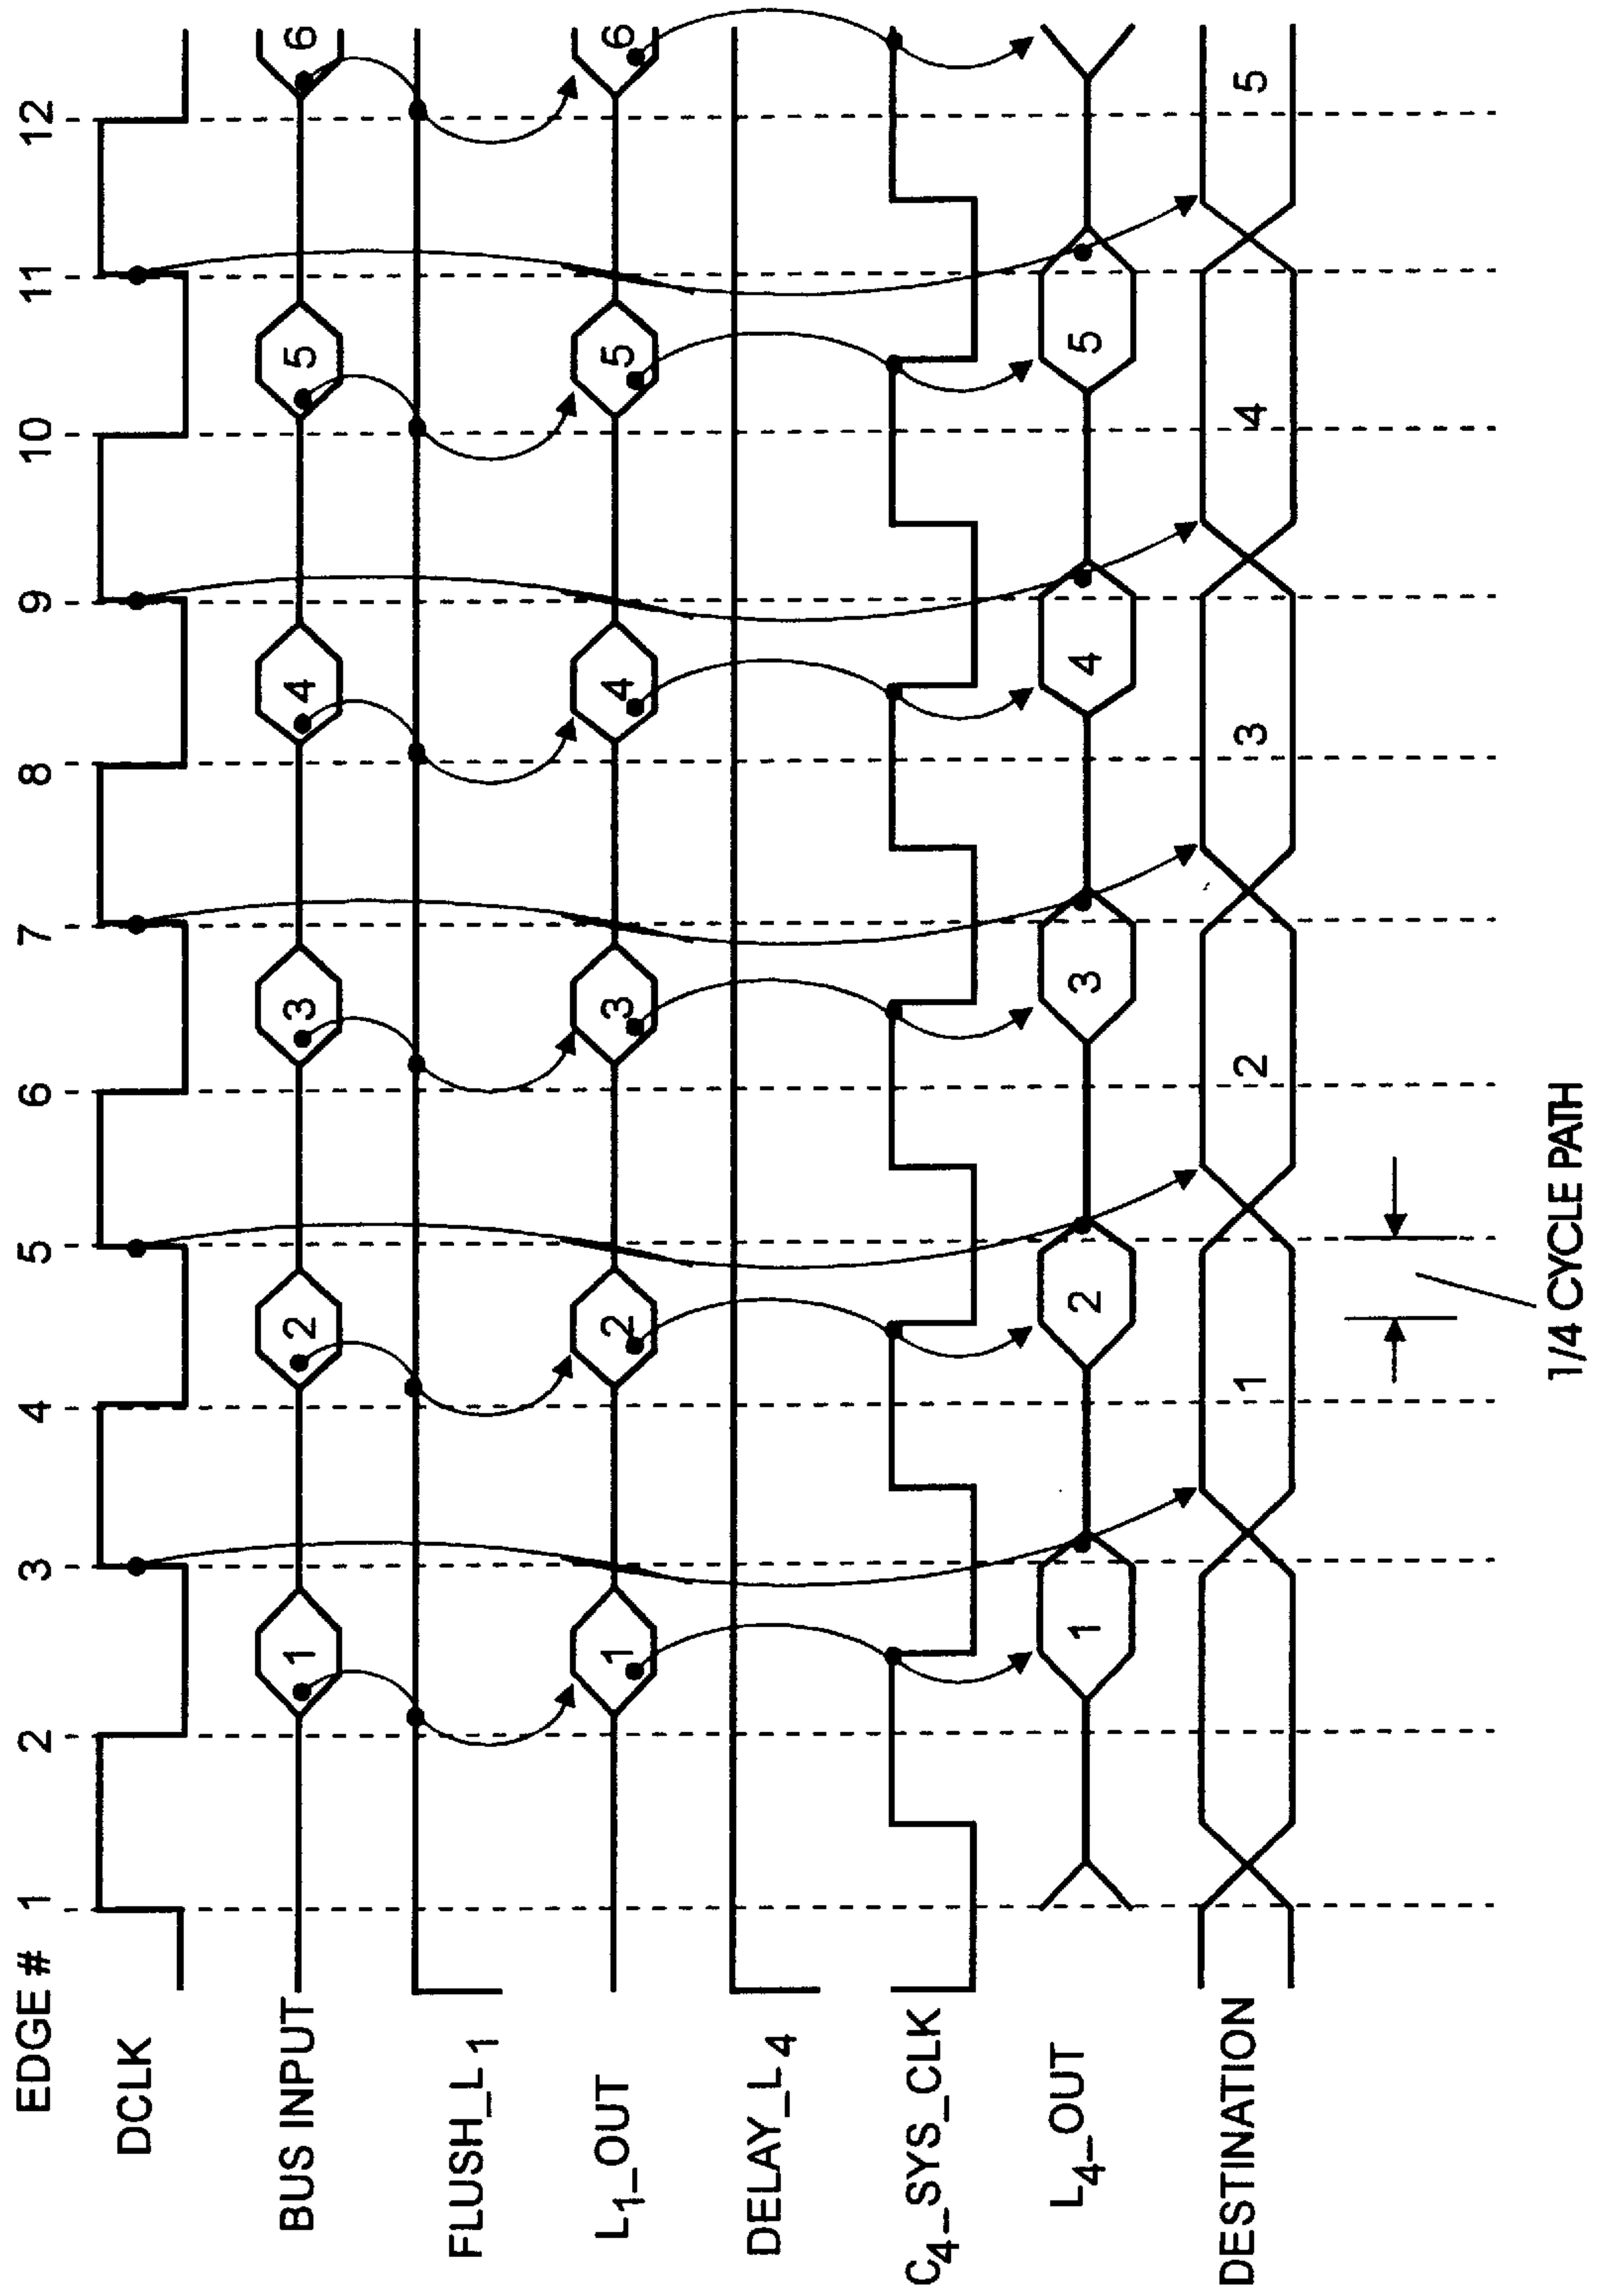 EDGE # 1 2 3 4 5 6 7 8 9 10 11 12
DCLK
BUS INPUT 1 2 3 4 5 6
FLUSH_L1
L1_OUT 1 2 3 4 5 6
DELAY_L4
C4_SYS_CLK
L4_OUT 1 2 3 4 5
DESTINATION 1 2 3 4 5
1/4 CYCLE PATH